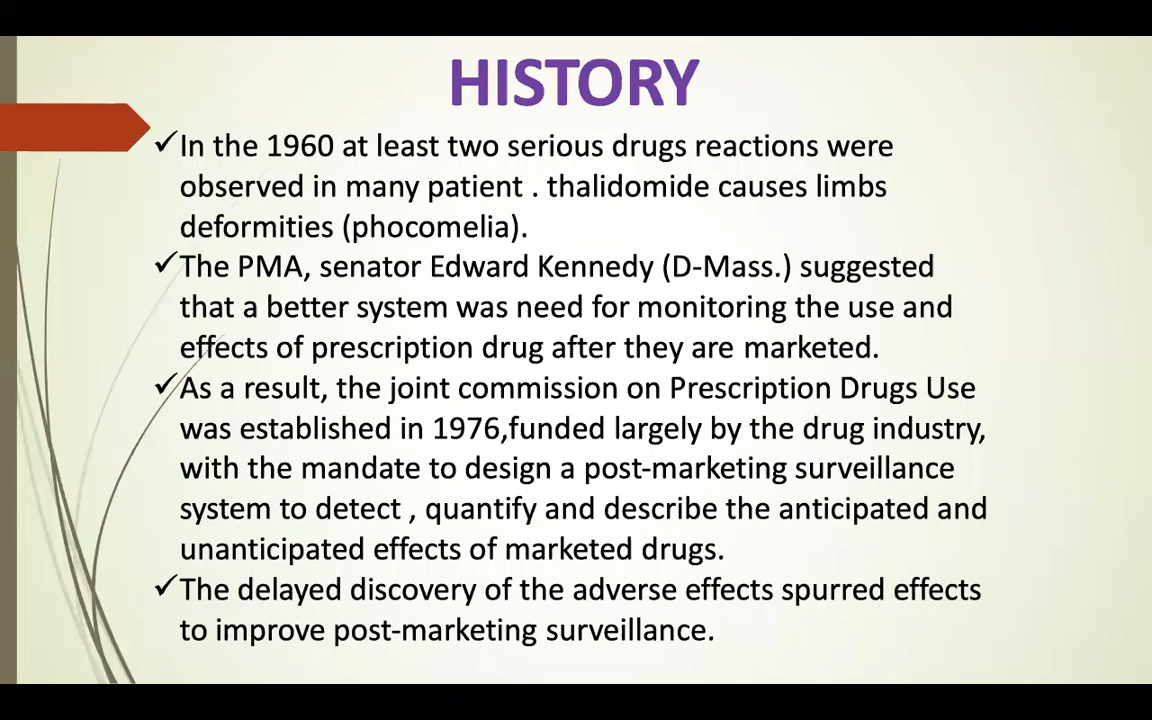 HISTORY
✓In the 1960 at least two serious drugs reactions were
observed in many patient . thalidomide causes limbs
deformities (phocomelia).
✓The PMA, senator Edward Kennedy (D-Mass.) suggested
that a better system was need for monitoring the use and
effects of prescription drug after they are marketed.
✓As a result, the joint commission on Prescription Drugs Use
was established in 1976,funded largely by the drug industry,
with the mandate to design a post-marketing surveillance
system to detect , quantify and describe the anticipated and
unanticipated effects of marketed drugs.
✓The delayed discovery of the adverse effects spurred effects
to improve post-marketing surveillance.